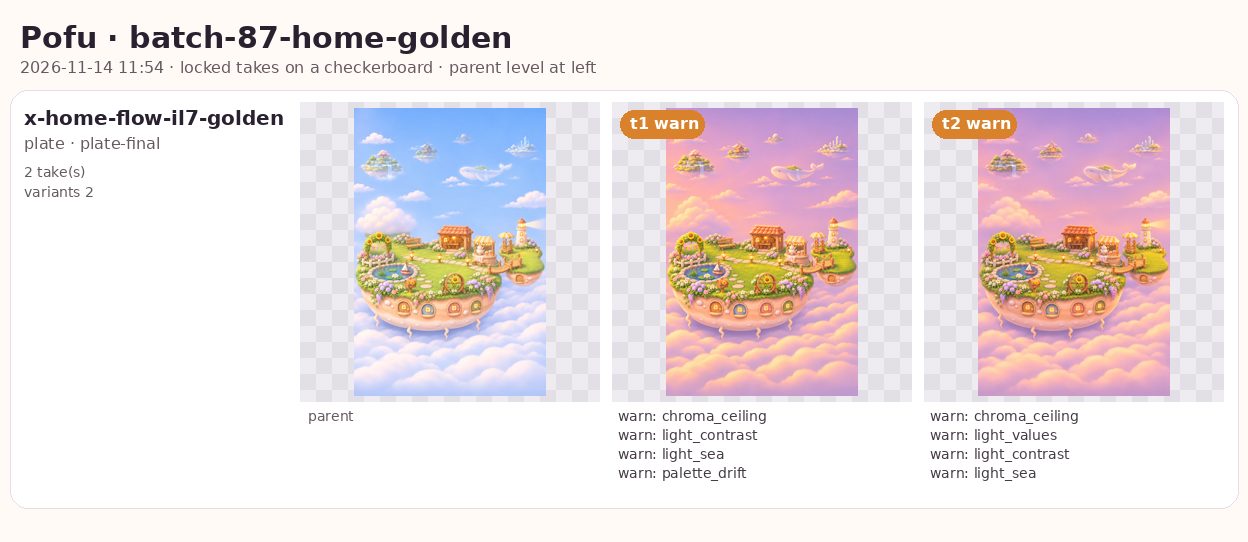 Pofu · batch-87-home-golden
2026-11-14 11:54 · locked takes on a checkerboard · parent level at left
x-home-flow-il7-golden
plate · plate-final
2 take(s)
variants 2
parent
t1 warn
warn: chroma_ceiling
warn: light_contrast
warn: light_sea
warn: palette_drift
t2 warn
warn: chroma_ceiling
warn: light_values
warn: light_contrast
warn: light_sea